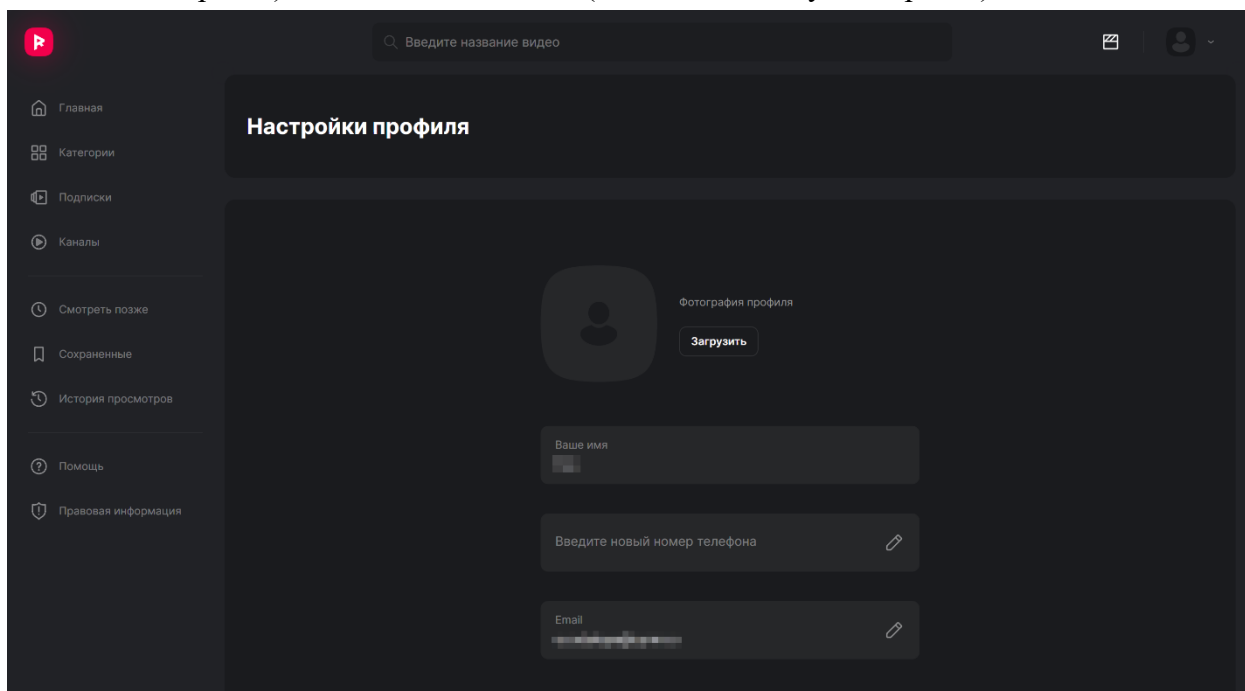 Введите название видео
Главная
Категории
Подписки
Каналы
Смотреть позже
Сохраненные
История просмотров
Помощь
Правовая информация
Настройки профиля
Фотография профиля
Загрузить
Ваше имя
Введите новый номер телефона
Email